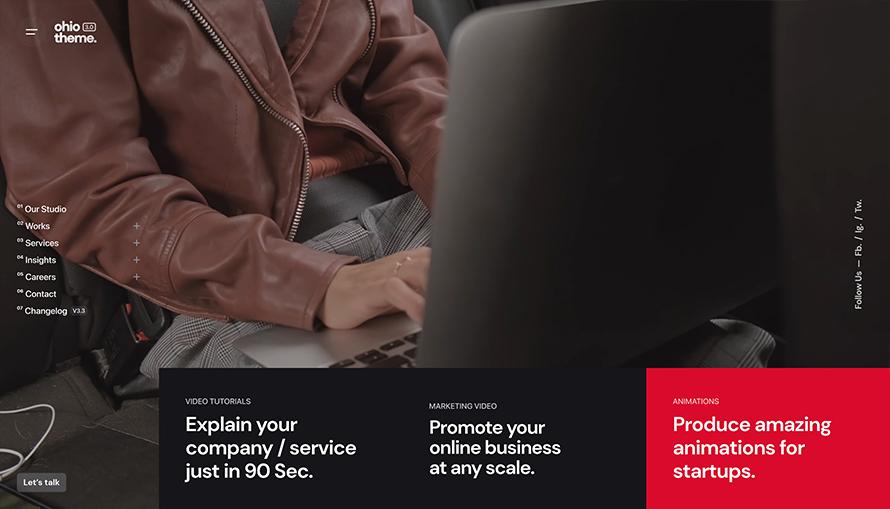 ohio 3.0
theme.
01 Our Studio
02 Works +
03 Services +
04 Insights +
05 Careers +
06 Contact
07 Changelog V3.3
Follow Us — Fb. / Ig. / Tw.
VIDEO TUTORIALS
Explain your
company / service
just in 90 Sec.
MARKETING VIDEO
Promote your
online business
at any scale.
ANIMATIONS
Produce amazing
animations for
startups.
Let's talk